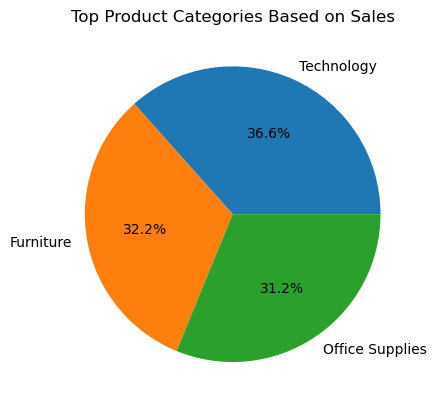 Top Product Categories Based on Sales
Technology
36.6%
Furniture
32.2%
31.2%
Office Supplies